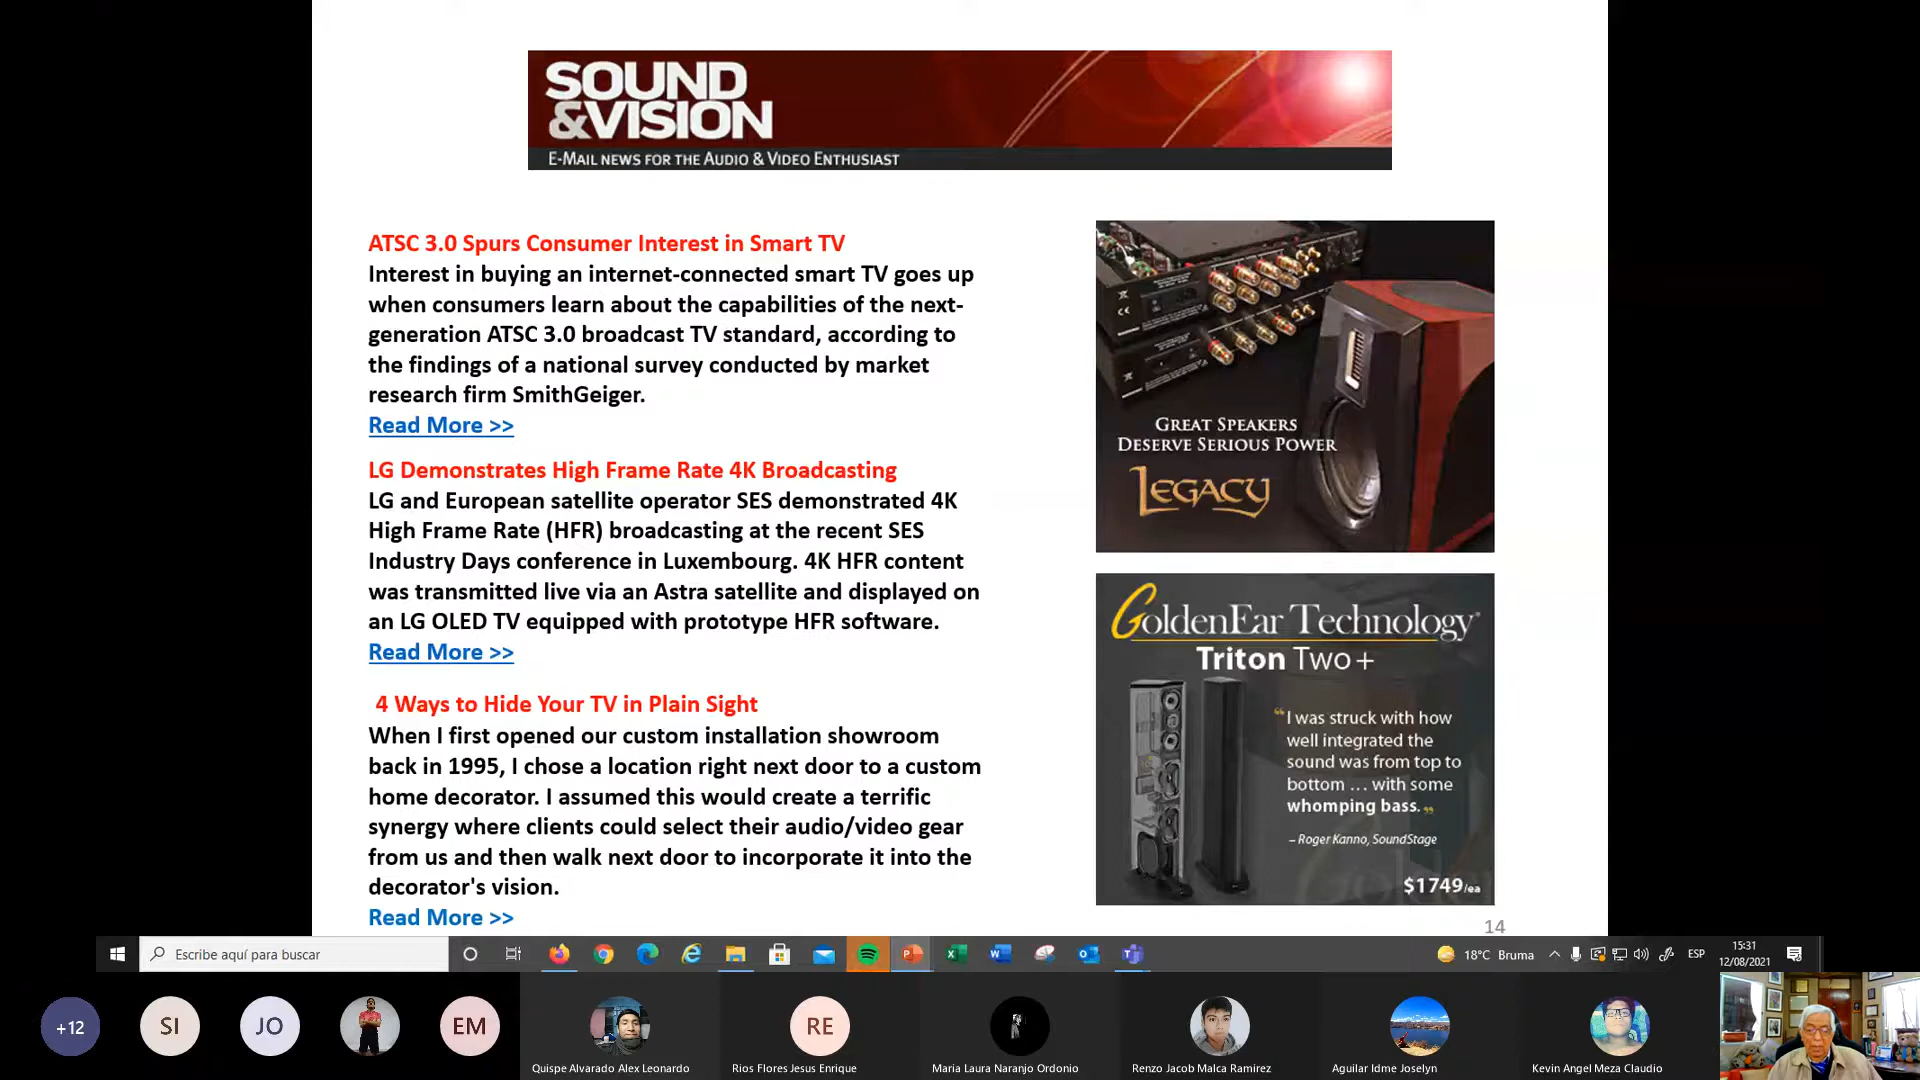 SOUND
&VISION
E-MAIL NEWS FOR THE AUDIO & VIDEO ENTHUSIAST
ATSC 3.0 Spurs Consumer Interest in Smart TV
Interest in buying an internet-connected smart TV goes up
when consumers learn about the capabilities of the next-
generation ATSC 3.0 broadcast TV standard, according to
the findings of a national survey conducted by market
research firm SmithGeiger.
Read More >>
LG Demonstrates High Frame Rate 4K Broadcasting
LG and European satellite operator SES demonstrated 4K
High Frame Rate (HFR) broadcasting at the recent SES
Industry Days conference in Luxembourg. 4K HFR content
was transmitted live via an Astra satellite and displayed on
an LG OLED TV equipped with prototype HFR software.
Read More >>
4 Ways to Hide Your TV in Plain Sight
When I first opened our custom installation showroom
back in 1995, I chose a location right next door to a custom
home decorator. I assumed this would create a terrific
synergy where clients could select their audio/video gear
from us and then walk next door to incorporate it into the
decorator's vision.
Read More >>
GREAT SPEAKERS
DESERVE SERIOUS POWER
LEGACY
GoldenEar Technology
Triton Two+
“I was struck with how
well integrated the
sound was from top to
bottom ... with some
whomping bass.”
– Roger Kanno, SoundStage
$1749/ea
14
Escribe aquí para buscar
18°C Bruma
ESP
15:31
12/08/2021
+12
SI
JO
EM
RE
Quispe Alvarado Alex Leonardo
Rios Flores Jesus Enrique
Maria Laura Naranjo Ordonio
Renzo Jacob Malca Ramirez
Aguilar Idme Joselyn
Kevin Angel Meza Claudio